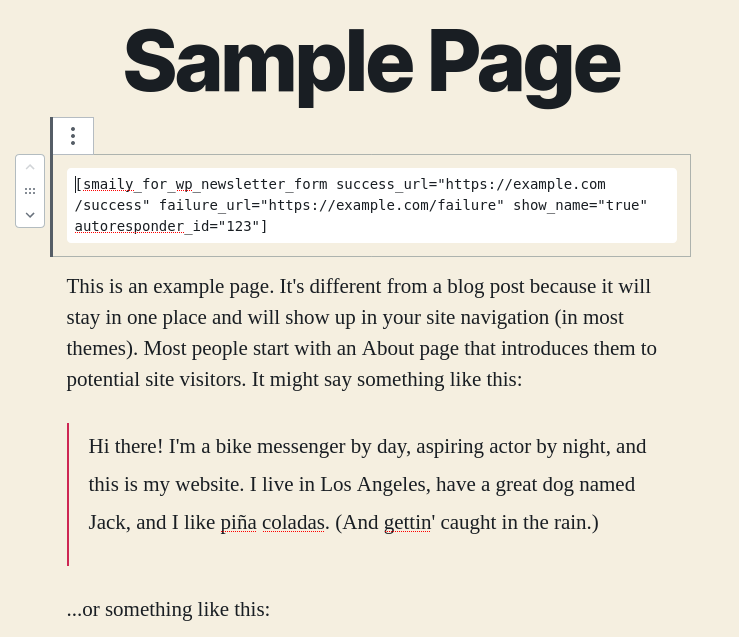 Sample Page
[smaily_for_wp_newsletter_form success_url="https://example.com
/success" failure_url="https://example.com/failure" show_name="true"
autoresponder_id="123"]
This is an example page. It's different from a blog post because it will
stay in one place and will show up in your site navigation (in most
themes). Most people start with an About page that introduces them to
potential site visitors. It might say something like this:
Hi there! I'm a bike messenger by day, aspiring actor by night, and
this is my website. I live in Los Angeles, have a great dog named
Jack, and I like piña coladas. (And gettin' caught in the rain.)
...or something like this: